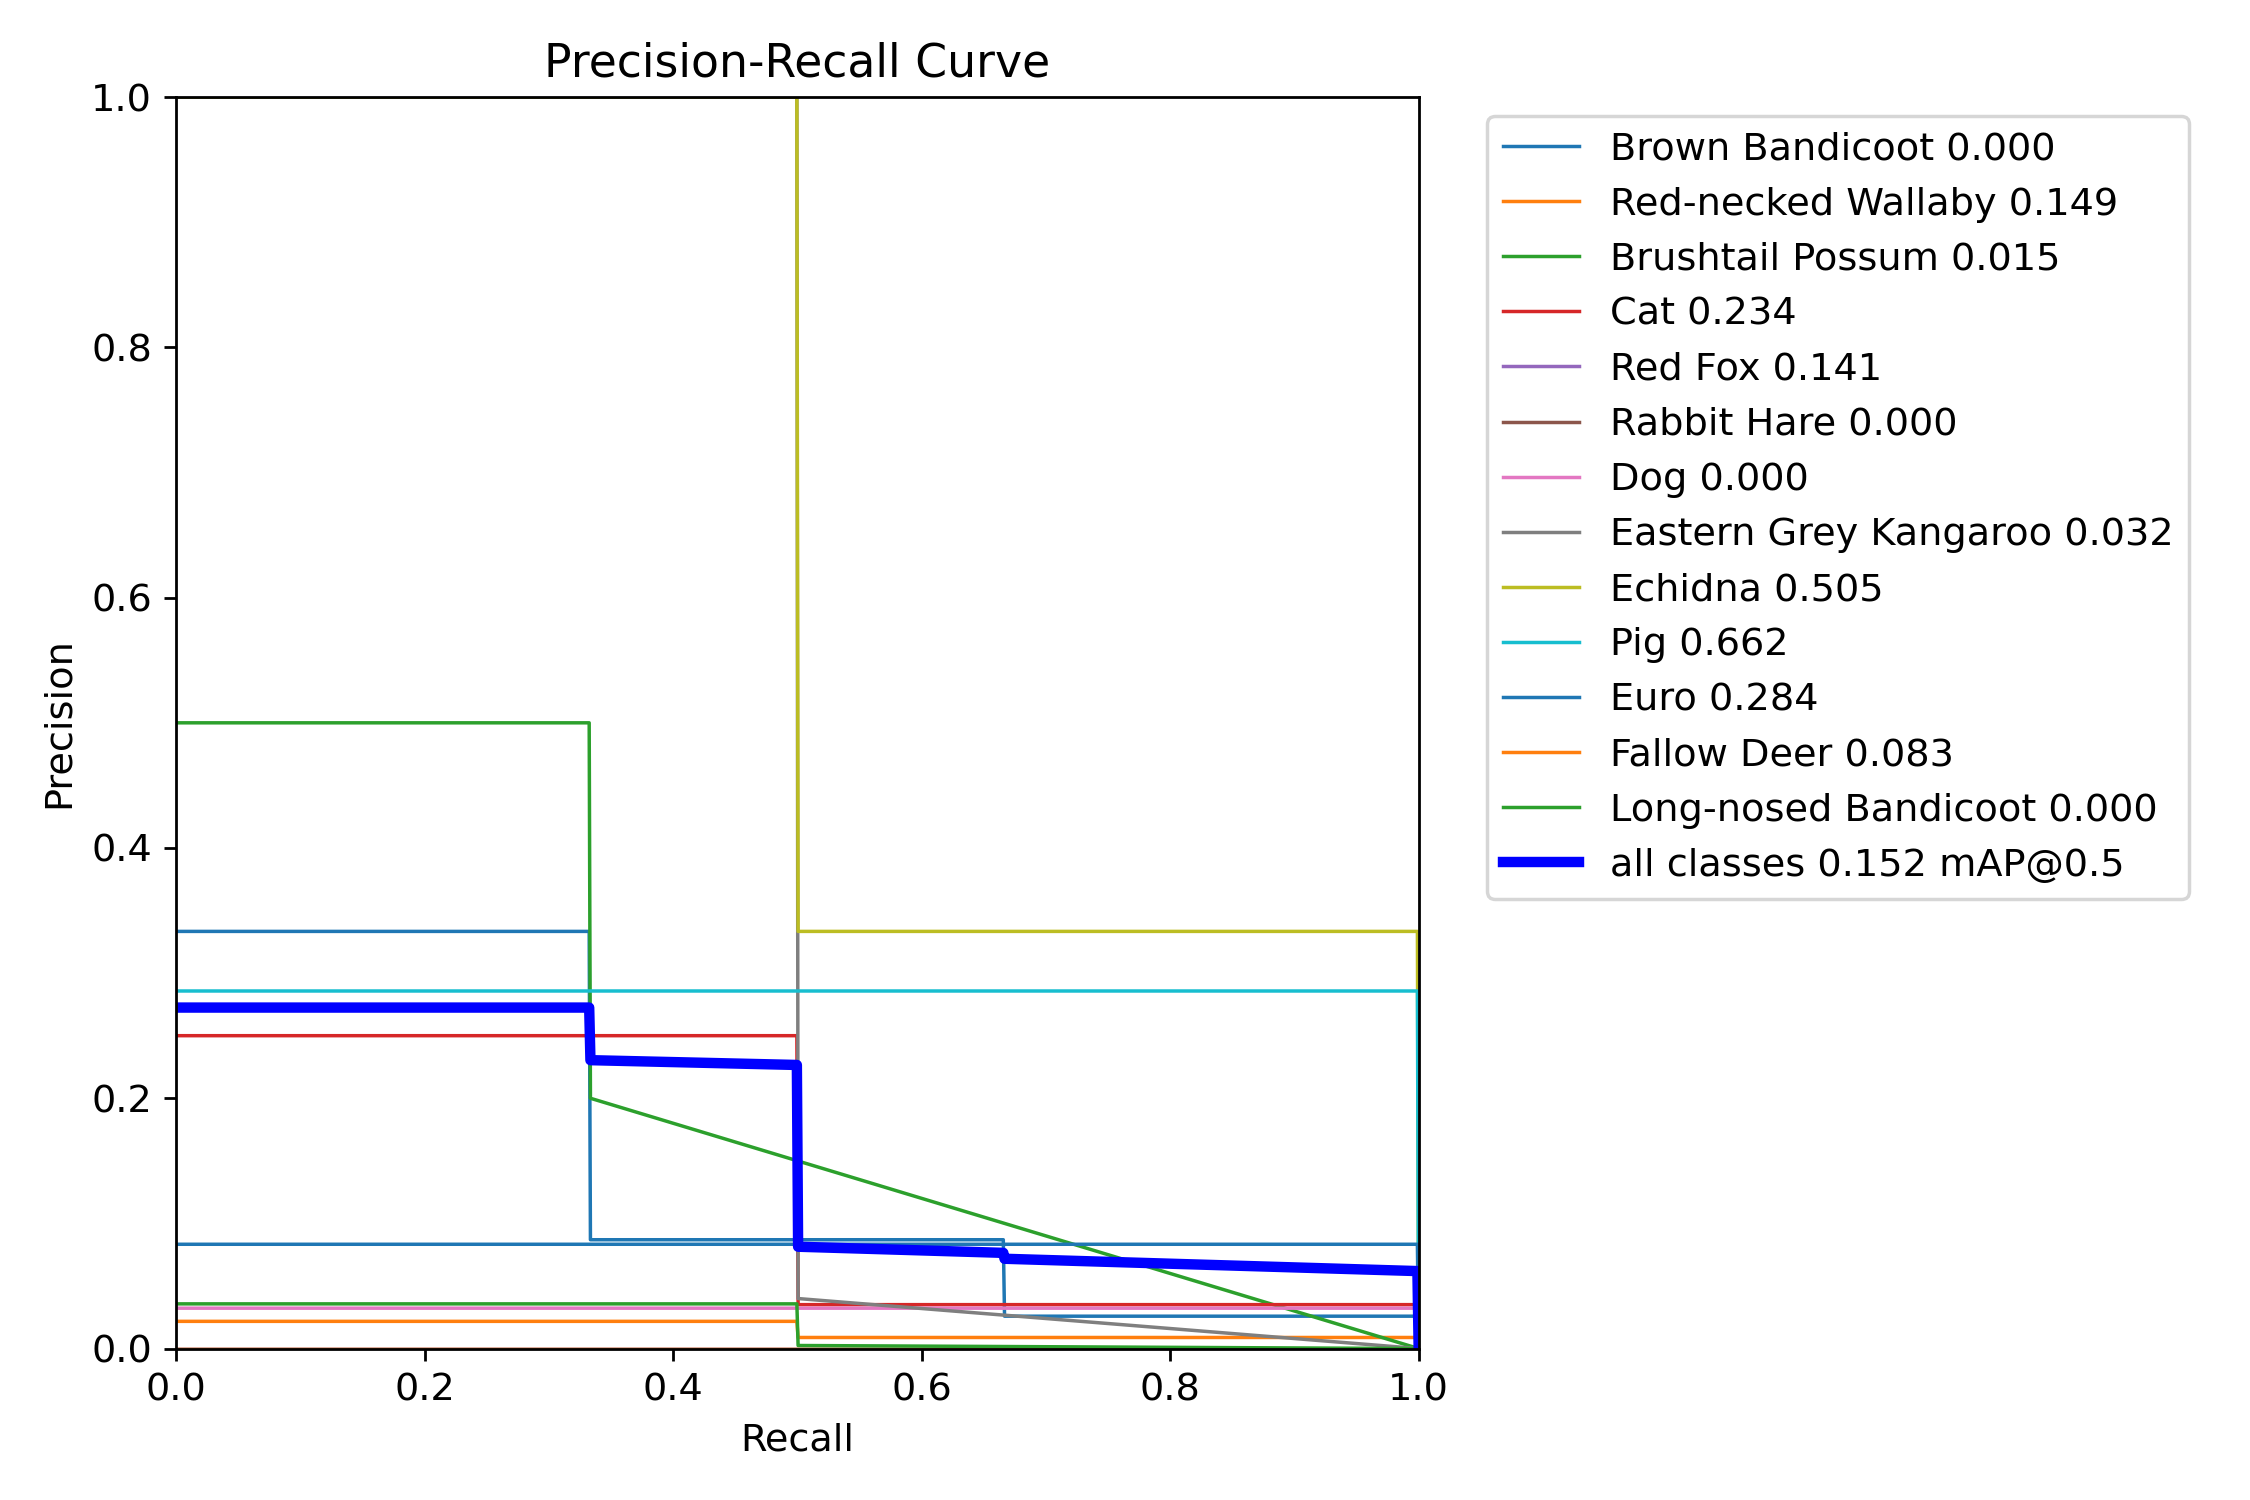 Precision-Recall Curve
1.0
0.8
0.6
0.4
0.2
0.0
Precision
0.0 0.2 0.4 0.6 0.8 1.0
Recall
Brown Bandicoot 0.000
Red-necked Wallaby 0.149
Brushtail Possum 0.015
Cat 0.234
Red Fox 0.141
Rabbit Hare 0.000
Dog 0.000
Eastern Grey Kangaroo 0.032
Echidna 0.505
Pig 0.662
Euro 0.284
Fallow Deer 0.083
Long-nosed Bandicoot 0.000
all classes 0.152 mAP@0.5